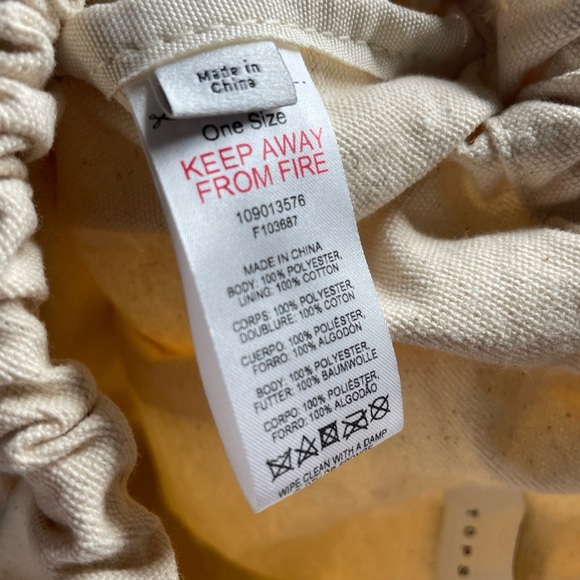 Made in
China
One Size
KEEP AWAY
FROM FIRE
109013576
F103687
MADE IN CHINA
BODY: 100% POLYESTER,
LINING: 100% COTTON
CORPS: 100% POLYESTER,
DOUBLURE: 100% COTON
CUERPO: 100% POLIÉSTER,
FORRO: 100% ALGODÓN
BODY: 100% POLYESTER,
FUTTER: 100% BAUMWOLLE
CORPO: 100% POLIÉSTER,
FORRO: 100% ALGODÃO
WIPE CLEAN WITH A DAMP